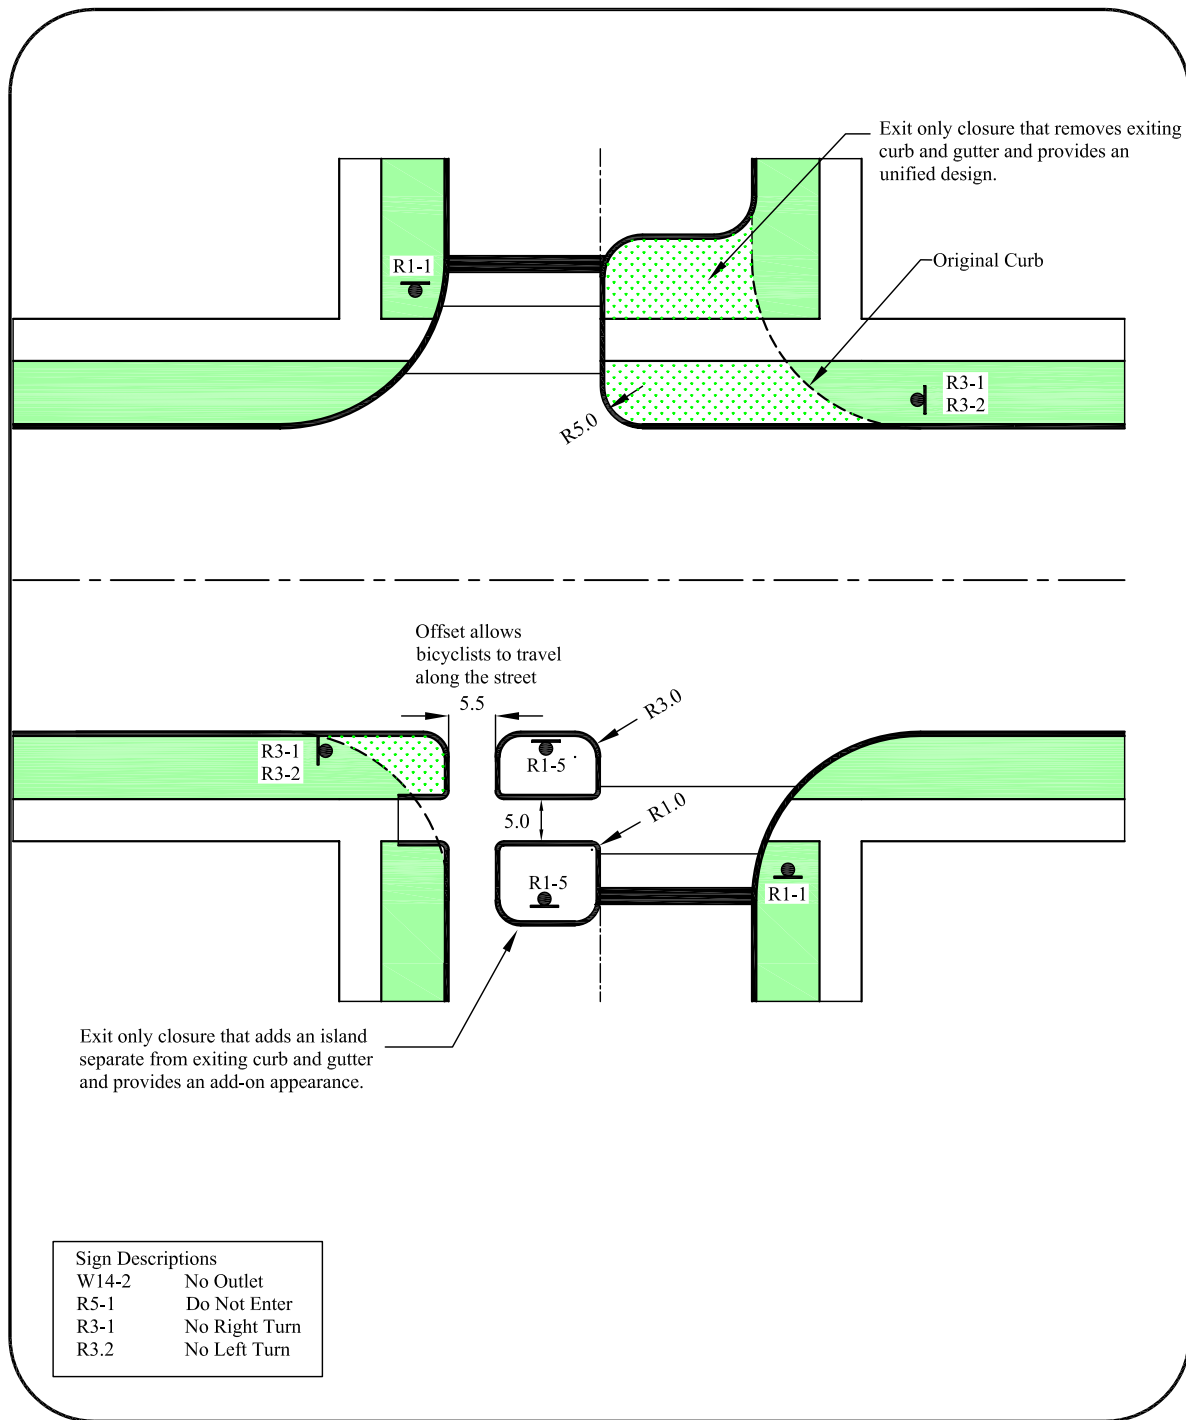 Exit only closure that removes exiting
curb and gutter and provides an
unified design.
R1-1
Original Curb
R3-1
R3-2
R5.0
Offset allows
bicyclists to travel
along the street
5.5
R3.0
R3-1
R3-2
R1-5
5.0
R1.0
R1-5
R1-1
Exit only closure that adds an island
separate from exiting curb and gutter
and provides an add-on appearance.
Sign Descriptions
W14-2 No Outlet
R5-1 Do Not Enter
R3-1 No Right Turn
R3.2 No Left Turn